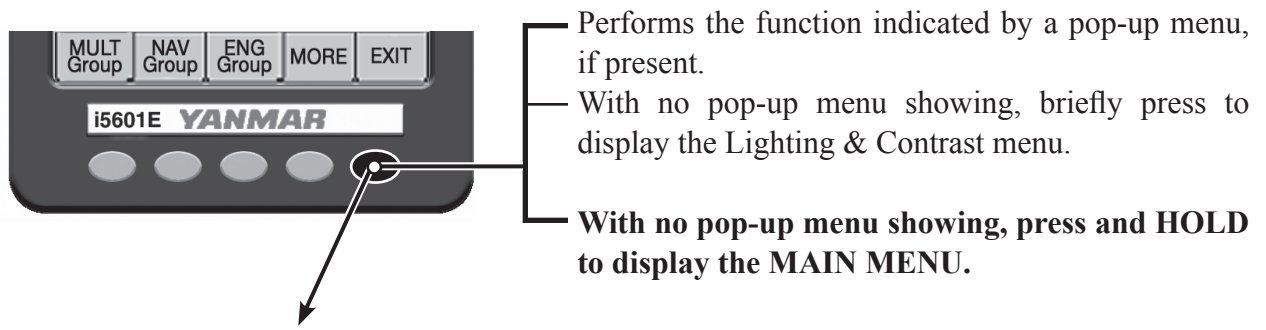 MULT NAV ENG MORE EXIT
Group Group Group
i5601E YANMAR
Performs the function indicated by a pop-up menu,
if present.
With no pop-up menu showing, briefly press to
display the Lighting & Contrast menu.
With no pop-up menu showing, press and HOLD
to display the MAIN MENU.